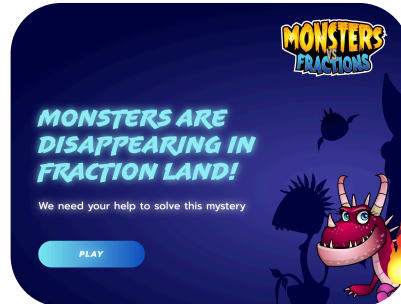 MONSTERS
VS
FRACTIONS
MONSTERS ARE
DISAPPEARING IN
FRACTION LAND!
We need your help to solve this mystery
PLAY